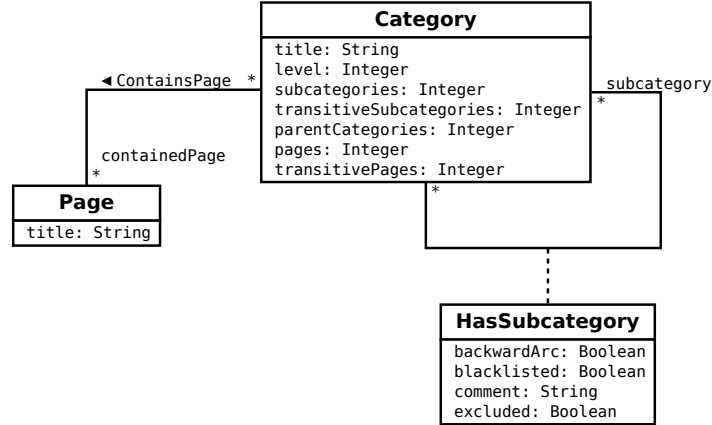 Category
title: String
level: Integer
subcategories: Integer
transitiveSubcategories: Integer
parentCategories: Integer
pages: Integer
transitivePages: Integer
◄ ContainsPage *
subcategory
*
containedPage
*
*
Page
title: String
HasSubcategory
backwardArc: Boolean
blacklisted: Boolean
comment: String
excluded: Boolean